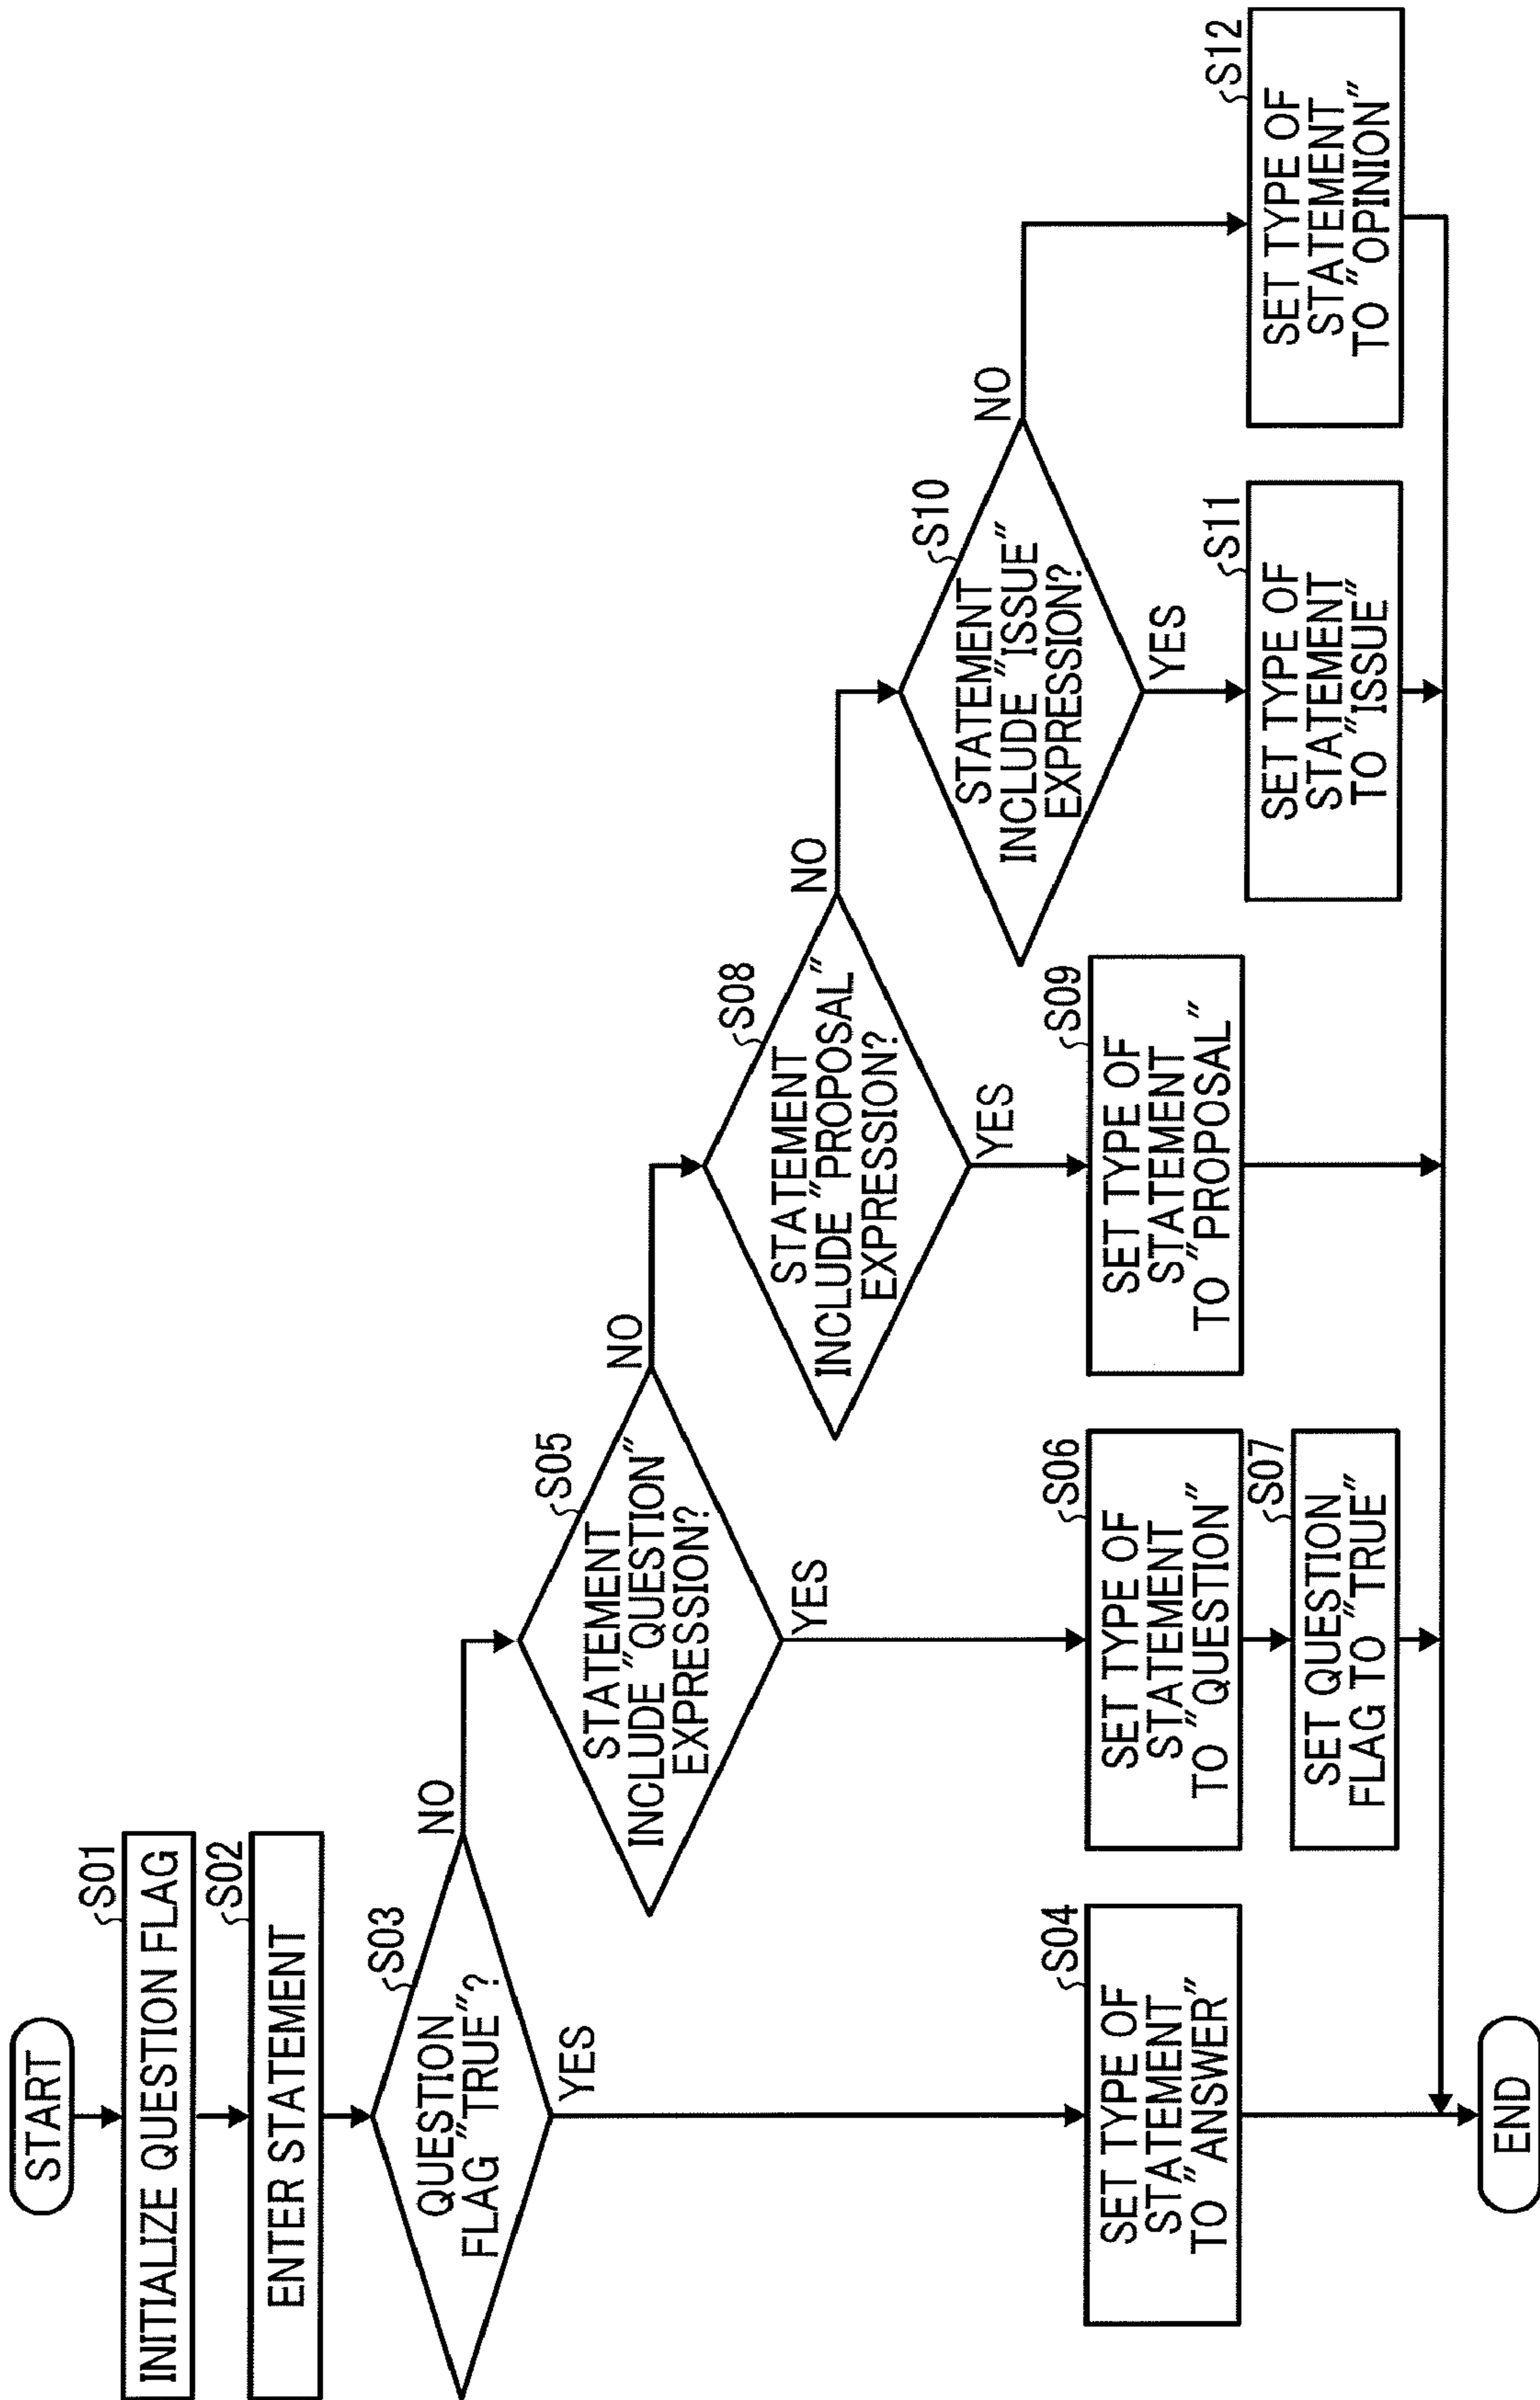 START
S01
INITIALIZE QUESTION FLAG
S02
ENTER STATEMENT
S03
QUESTION
FLAG "TRUE"?
NO
YES
S04
SET TYPE OF
STATEMENT
TO "ANSWER"
S05
STATEMENT
INCLUDE "QUESTION"
EXPRESSION?
NO
YES
S06
SET TYPE OF
STATEMENT
TO "QUESTION"
S07
SET QUESTION
FLAG TO "TRUE"
S08
STATEMENT
INCLUDE "PROPOSAL"
EXPRESSION?
NO
YES
S09
SET TYPE OF
STATEMENT
TO "PROPOSAL"
S10
STATEMENT
INCLUDE "ISSUE"
EXPRESSION?
NO
YES
S11
SET TYPE OF
STATEMENT
TO "ISSUE"
S12
SET TYPE OF
STATEMENT
TO "OPINION"
END